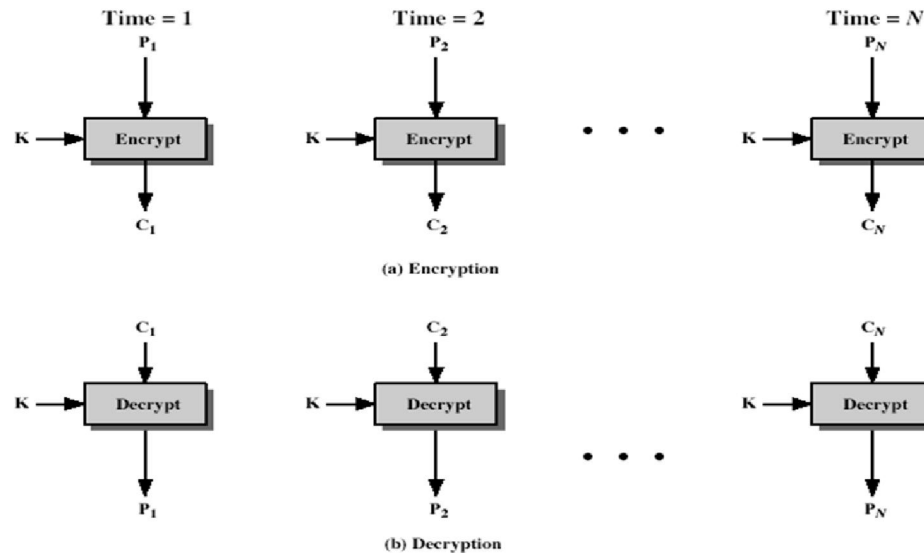 Time = 1 Time = 2 Time = N
P1 P2 PN
K Encrypt K Encrypt K Encrypt
C1 C2 CN
(a) Encryption
C1 C2 CN
K Decrypt K Decrypt K Decrypt
P1 P2 PN
(b) Decryption